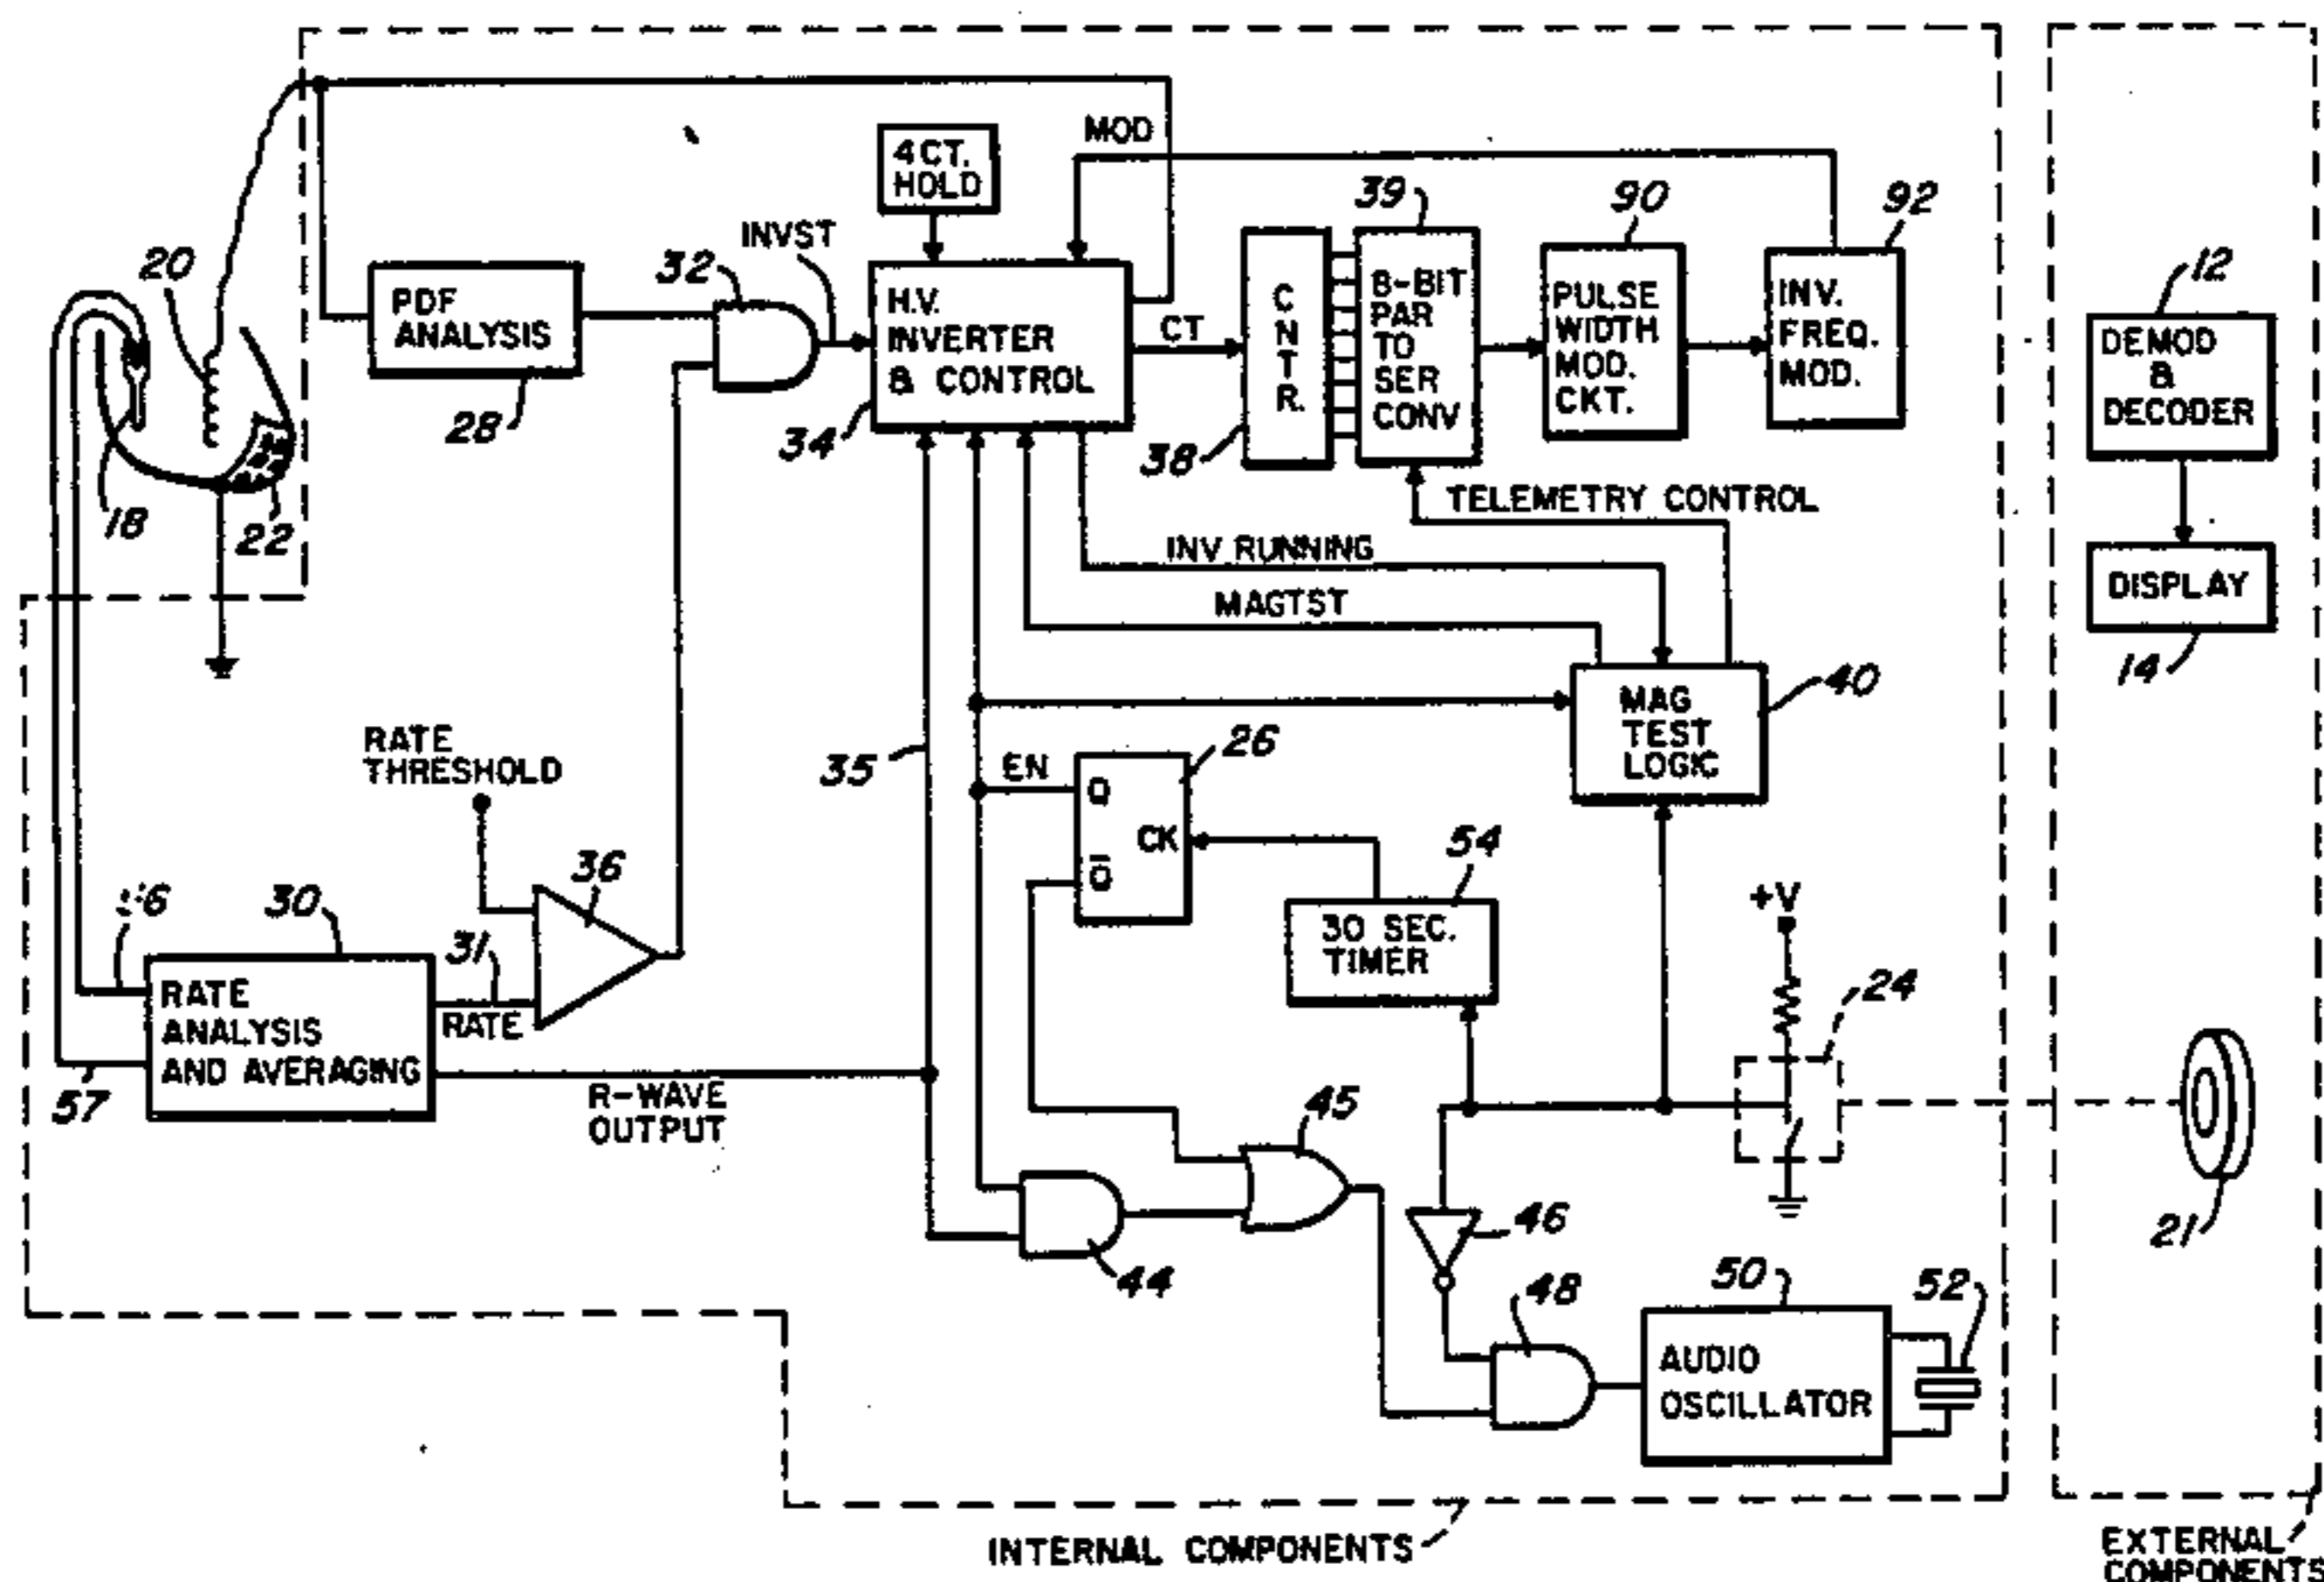 4 CT.
HOLD
MOD
39
90
92
INVST
32
20
PDF
ANALYSIS
28
H.V.
INVERTER
& CONTROL
34
CT
C
N
T
R.
38
8-BIT
PAR
TO
SER
CONV
PULSE
WIDTH
MOD.
CKT.
INV.
FREQ.
MOD.
12
DEMOD
&
DECODER
DISPLAY
14
18
22
TELEMETRY CONTROL
INV RUNNING
MAGTST
MAG
TEST
LOGIC
40
RATE
THRESHOLD
35
EN
26
Q
CK
Q̅
54
30 SEC.
TIMER
+V
24
36
30
31
RATE
ANALYSIS
AND AVERAGING
RATE
57
R-WAVE
OUTPUT
45
44
46
48
21
50
52
AUDIO
OSCILLATOR
INTERNAL COMPONENTS
EXTERNAL
COMPONENTS